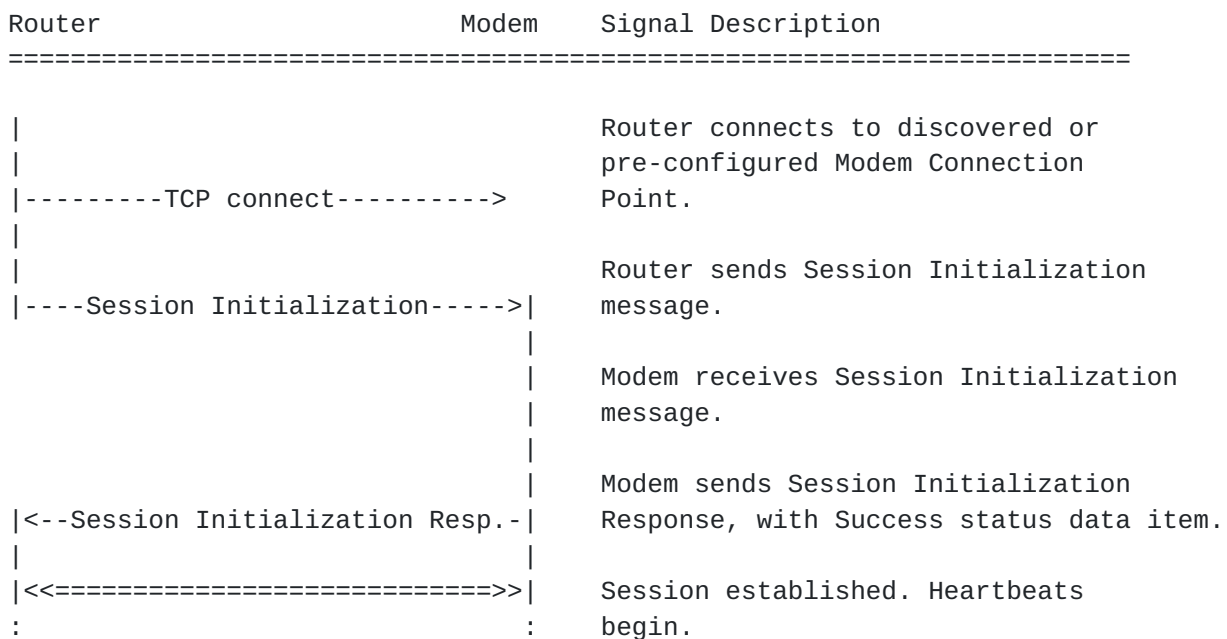 Router                       Modem    Signal Description
========================================================================

|                                     Router connects to discovered or
|                                     pre-configured Modem Connection
|---------TCP connect---------->      Point.
|
|                                     Router sends Session Initialization
|----Session Initialization----->|    message.
                                 |
                                 |    Modem receives Session Initialization
                                 |    message.
                                 |
                                 |    Modem sends Session Initialization
|<--Session Initialization Resp.-|    Response, with Success status data item.
|                                |
|<<============================>>|    Session established. Heartbeats
:                                :    begin.